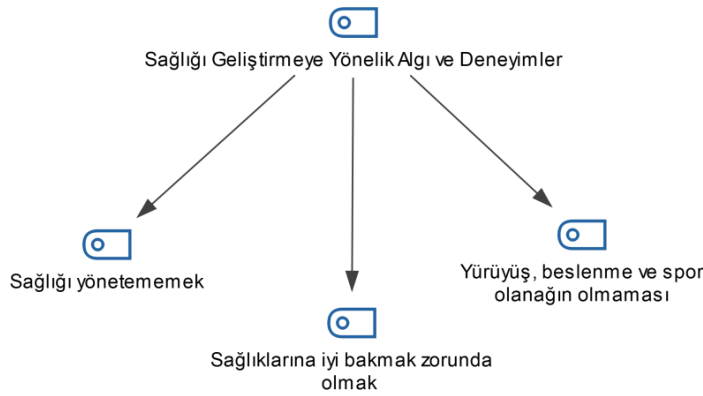 Sağlığı Geliştirmeye Yönelik Algı ve Deneyimler
Sağlığı yönetememek
Yürüyüş, beslenme ve spor
olanağın olmaması
Sağlıklarına iyi bakmak zorunda
olmak